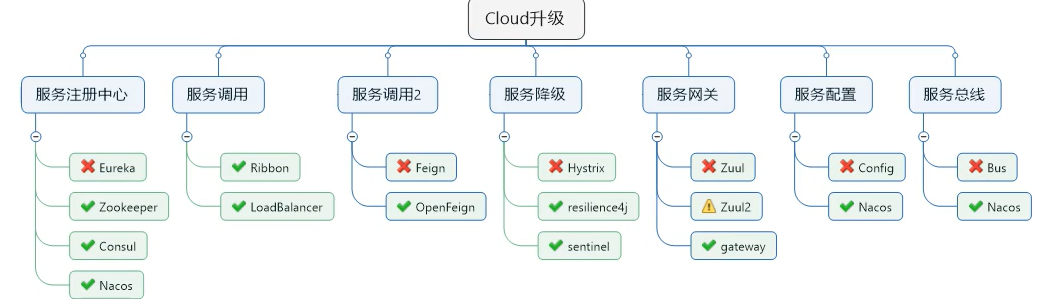 Cloud升级
服务注册中心
Eureka
Zookeeper
Consul
Nacos
服务调用
Ribbon
LoadBalancer
服务调用2
Feign
OpenFeign
服务降级
Hystrix
resilience4j
sentinel
服务网关
Zuul
Zuul2
gateway
服务配置
Config
Nacos
服务总线
Bus
Nacos